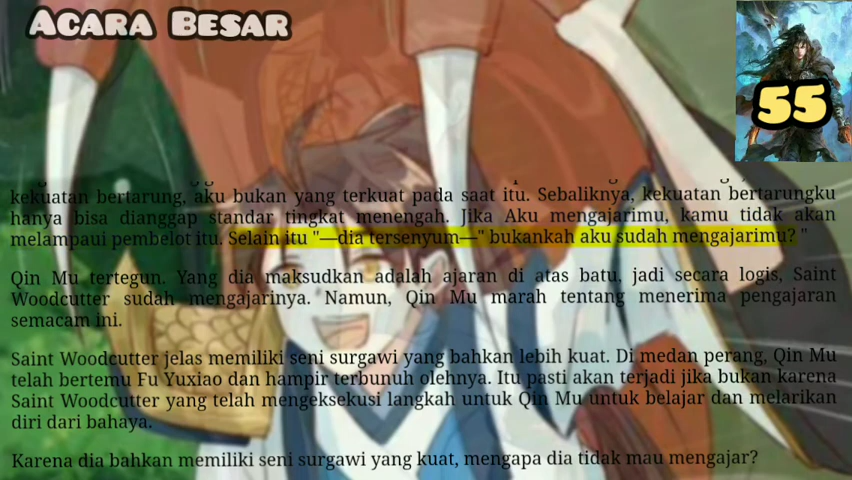 ACARA BESAR
55
kekuatan bertarung, aku bukan yang terkuat pada saat itu. Sebaliknya, kekuatan bertarungku
hanya bisa dianggap standar tingkat menengah. Jika Aku mengajarimu, kamu tidak akan
melampaui pembelot itu. Selain itu "—dia tersenyum—" bukankah aku sudah mengajarimu? "
Qin Mu tertegun. Yang dia maksudkan adalah ajaran di atas batu, jadi secara logis, Saint
Woodcutter sudah mengajarinya. Namun, Qin Mu marah tentang menerima pengajaran
semacam ini.
Saint Woodcutter jelas memiliki seni surgawi yang bahkan lebih kuat. Di medan perang, Qin Mu
telah bertemu Fu Yuxiao dan hampir terbunuh olehnya. Itu pasti akan terjadi jika bukan karena
Saint Woodcutter yang telah mengeksekusi langkah untuk Qin Mu untuk belajar dan melarikan
diri dari bahaya.
Karena dia bahkan memiliki seni surgawi yang kuat, mengapa dia tidak mau mengajar?